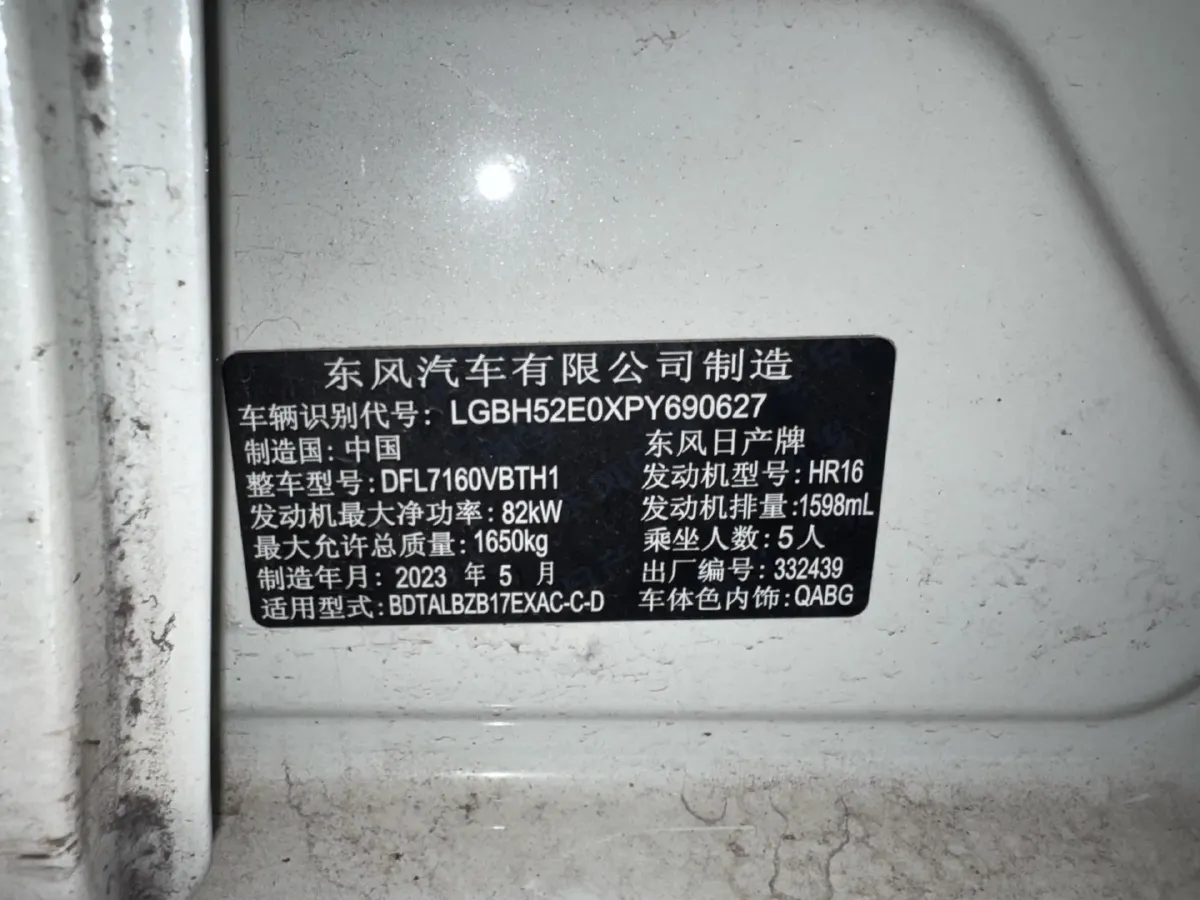 东风汽车有限公司制造
车辆识别代号：LGBH52E0XPY690627
制造国：中国 东风日产牌
整车型号：DFL7160VBTH1 发动机型号：HR16
发动机最大净功率：82kW 发动机排量：1598mL
最大允许总质量：1650kg 乘坐人数：5人
制造年月：2023 年 5 月 出厂编号：332439
适用型式：BDTALBZB17EXAC-C-D 车体色内饰：QABG